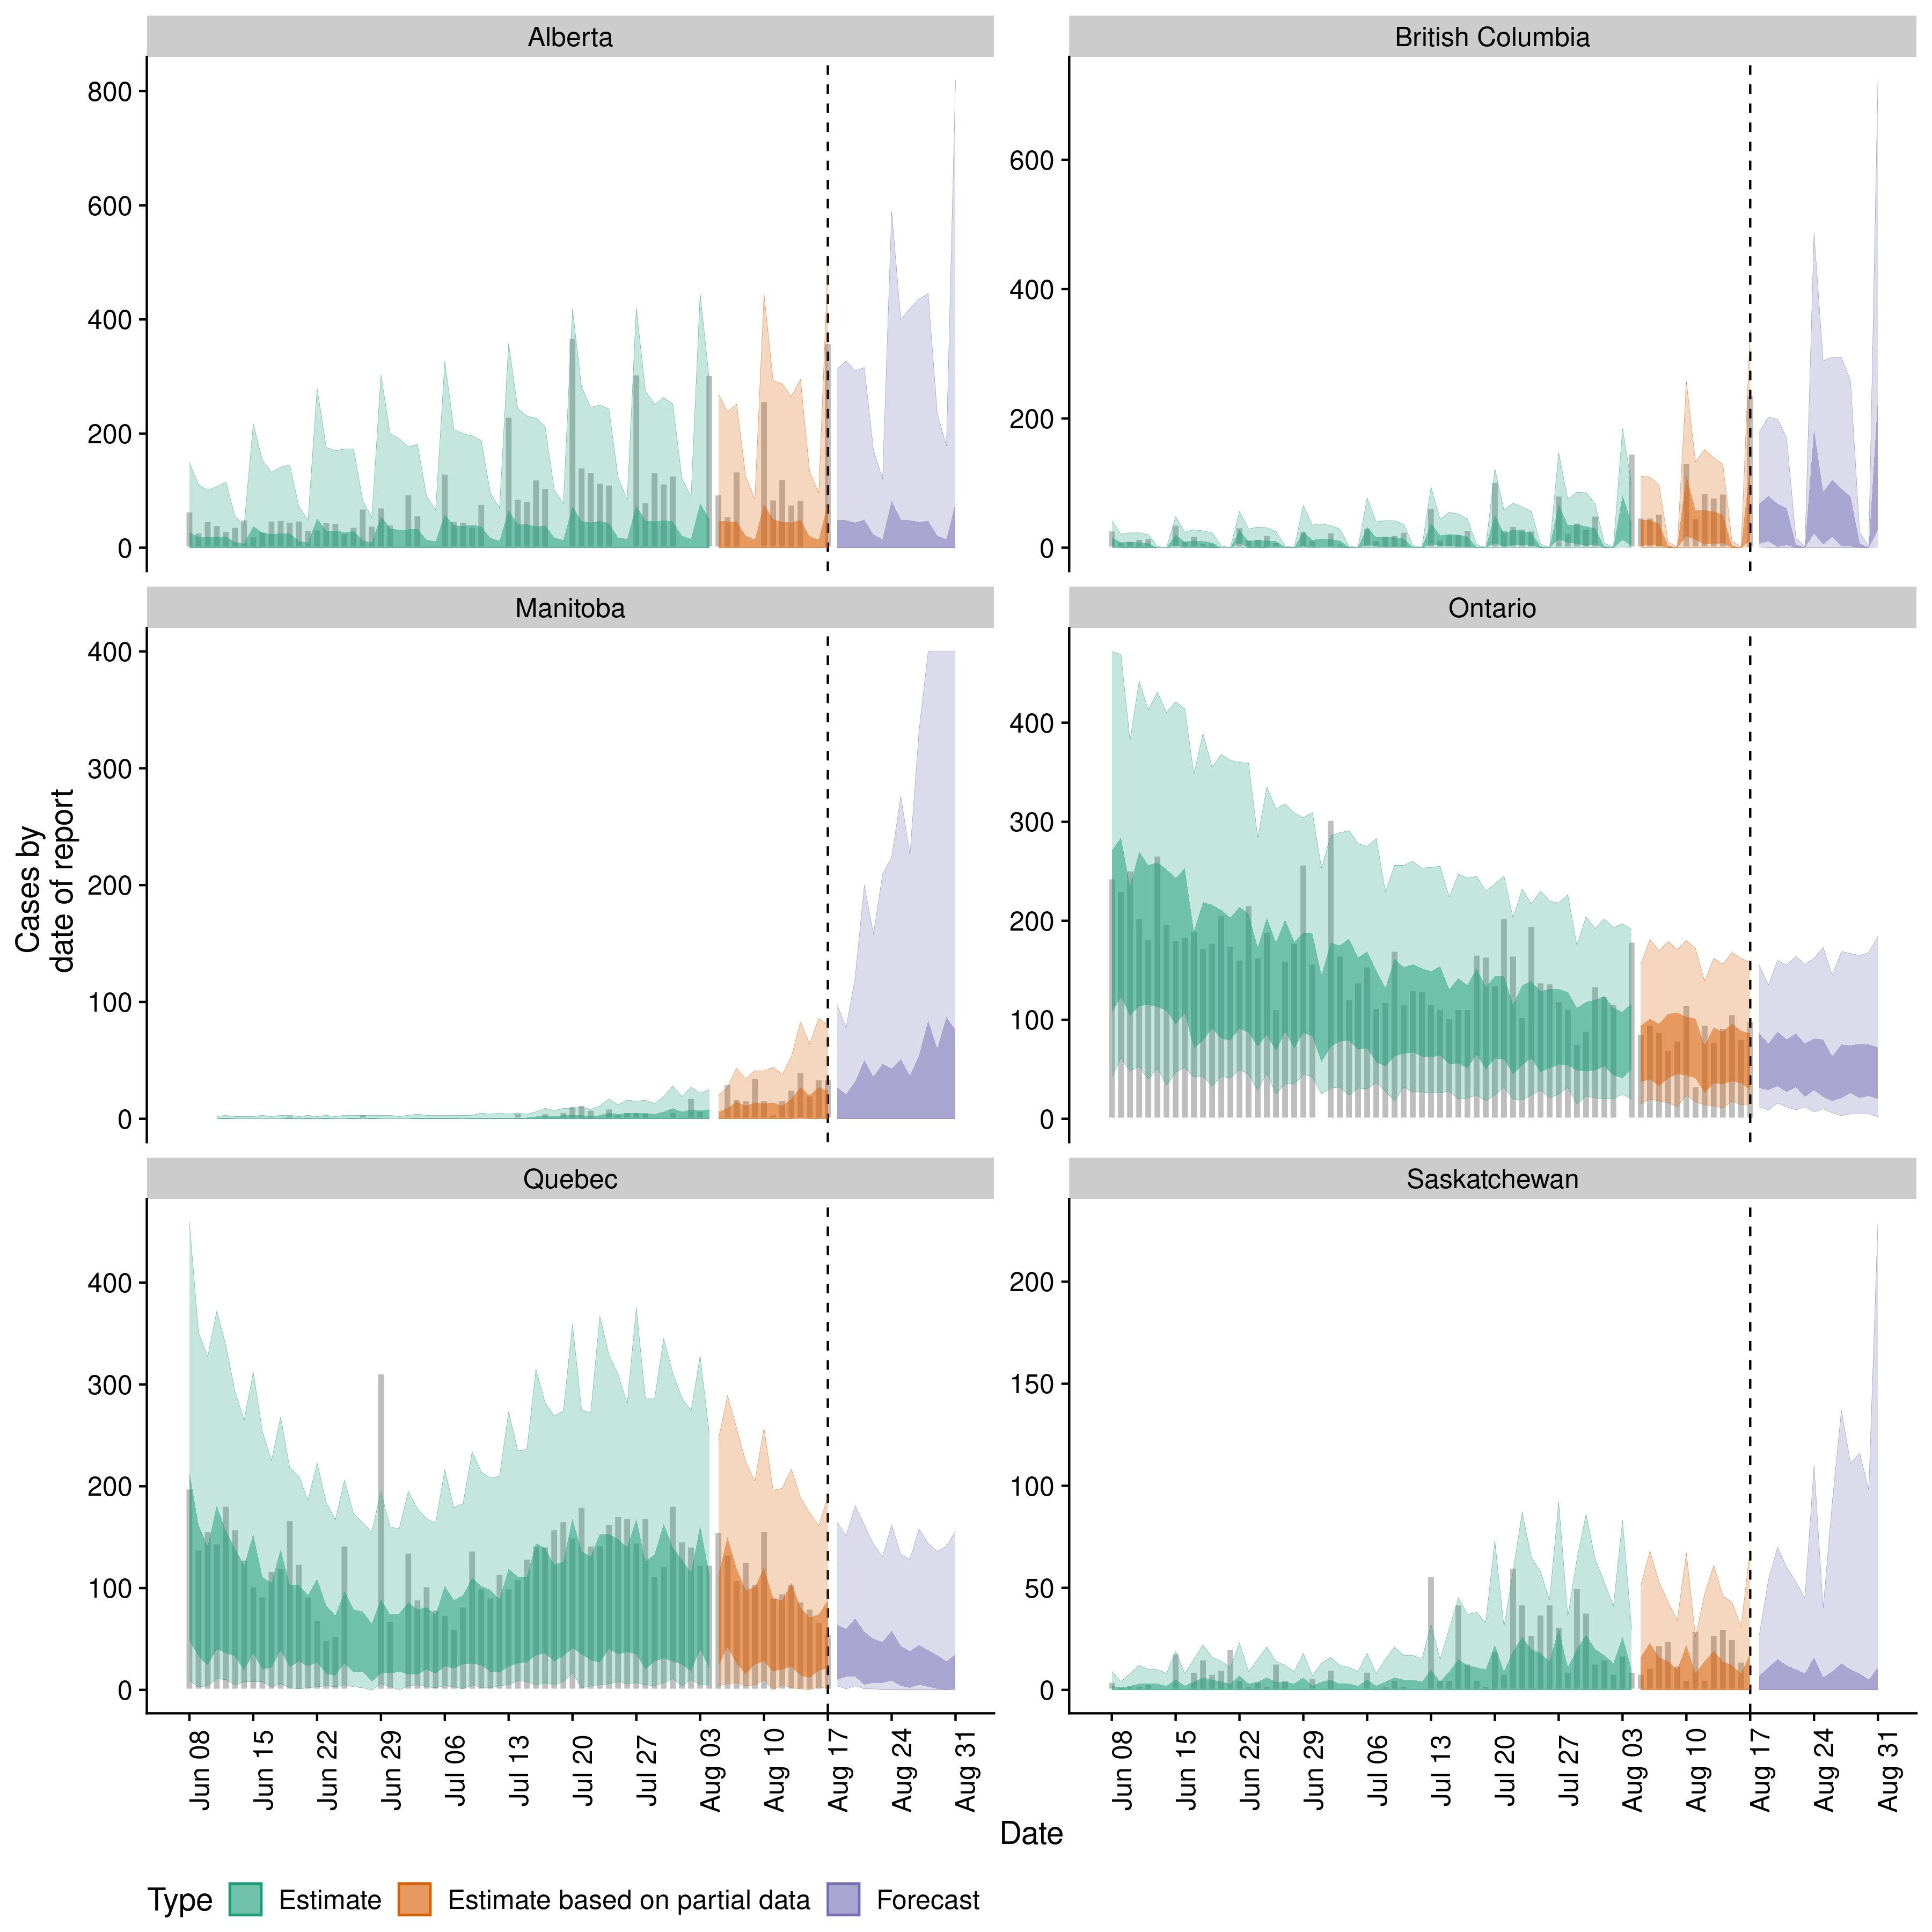 Alberta
British Columbia
800
600
400
200
0
600
400
200
0
Manitoba
Ontario
400
300
200
100
0
400
300
200
100
0
Cases by
date of report
Quebec
Saskatchewan
400
300
200
100
0
200
150
100
50
0
Jun 08
Jun 15
Jun 22
Jun 29
Jul 06
Jul 13
Jul 20
Jul 27
Aug 03
Aug 10
Aug 17
Aug 24
Aug 31
Jun 08
Jun 15
Jun 22
Jun 29
Jul 06
Jul 13
Jul 20
Jul 27
Aug 03
Aug 10
Aug 17
Aug 24
Aug 31
Date
Type Estimate Estimate based on partial data Forecast